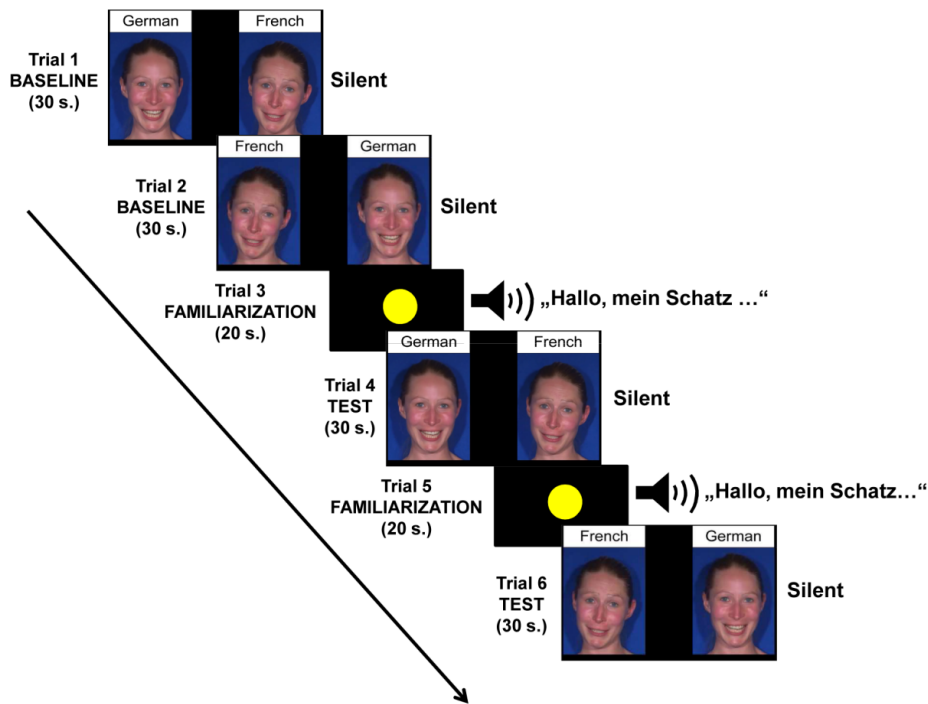 German
French
Trial 1
BASELINE
(30 s.)
Silent
French
German
Trial 2
BASELINE
(30 s.)
Silent
Trial 3
FAMILIARIZATION
(20 s.)
„Hallo, mein Schatz …“
German
French
Trial 4
TEST
(30 s.)
Silent
Trial 5
FAMILIARIZATION
(20 s.)
„Hallo, mein Schatz…“
French
German
Trial 6
TEST
(30 s.)
Silent